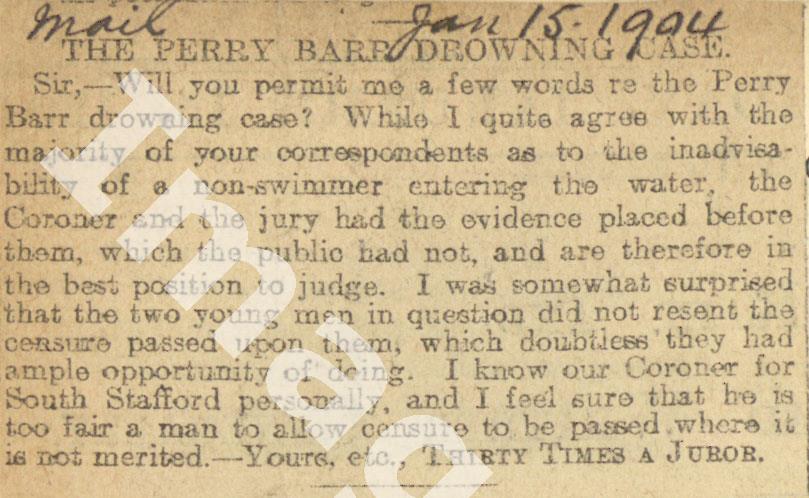 Mail Jan 15. 1904
THE PERRY BARR DROWNING CASE.
Sir,—Will you permit me a few words re the Perry
Barr drowning case? While I quite agree with the
majority of your correspondents as to the inadvisa-
bility of a non-swimmer entering the water, the
Coroner and the jury had the evidence placed before
them, which the public had not, and are therefore in
the best position to judge. I was somewhat surprised
that the two young men in question did not resent the
censure passed upon them, which doubtless they had
ample opportunity of doing. I know our Coroner for
South Stafford personally, and I feel sure that he is
too fair a man to allow censure to be passed where it
is not merited.—Yours, etc., THIRTY TIMES A JUROR.